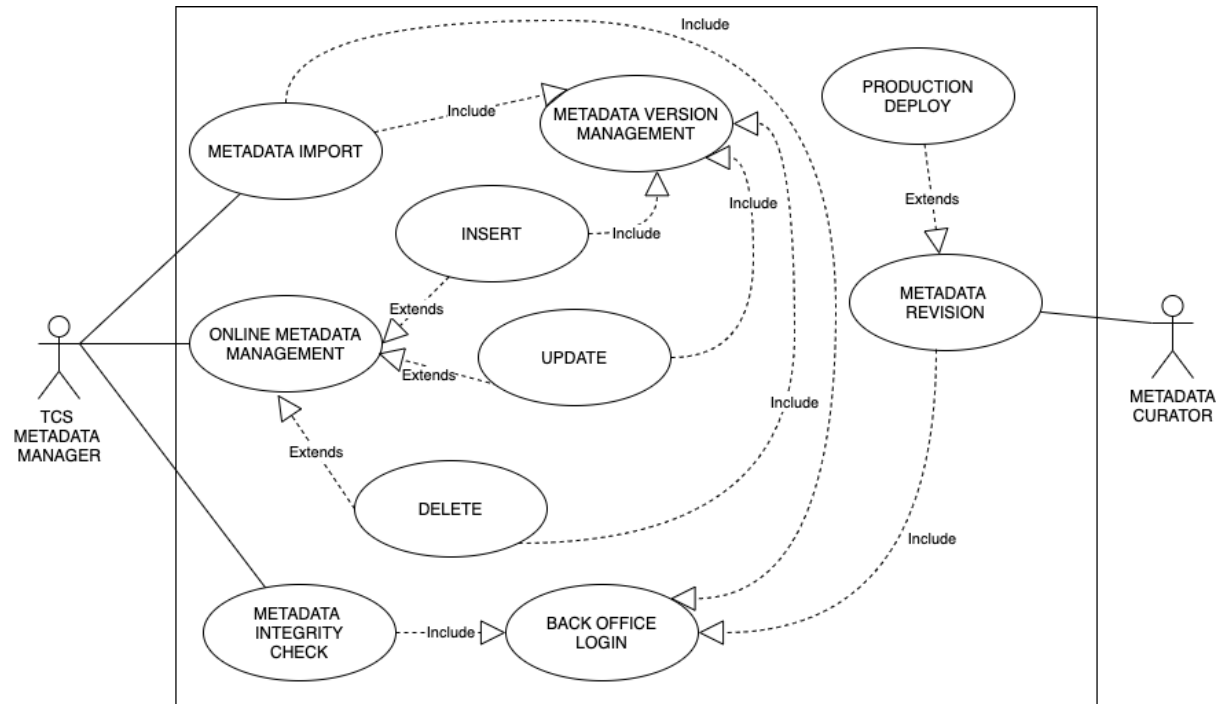 Include
PRODUCTION
DEPLOY
METADATA VERSION
MANAGEMENT
Include
METADATA IMPORT
Extends
Include
INSERT
Include
METADATA
REVISION
Extends
ONLINE METADATA
MANAGEMENT
UPDATE
Extends
Include
TCS
METADATA
MANAGER
METADATA
CURATOR
Extends
DELETE
Include
METADATA
INTEGRITY
CHECK
Include
BACK OFFICE
LOGIN